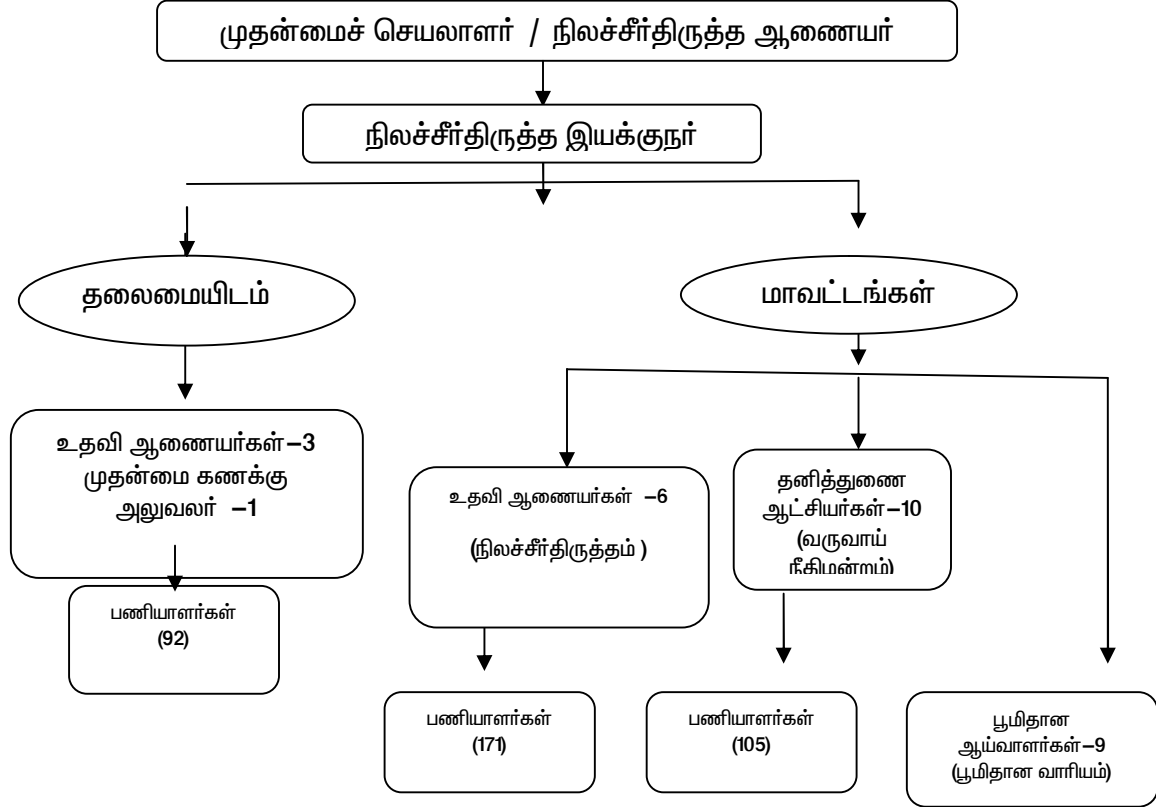 முதன்மைச் செயலாளர் / நிலச்சீர்திருத்த ஆணையர்
நிலச்சீர்திருத்த இயக்குநர்
தலைமையிடம்
மாவட்டங்கள்
உதவி ஆணையர்கள் –3
முதன்மை கணக்கு
அலுவலர் –1
பணியாளர்கள்
(92)
உதவி ஆணையர்கள் –6
(நிலச்சீர்திருத்தம் )
தனித்துணை
ஆட்சியர்கள்–10
(வருவாய்
நீதிமன்றம்)
பணியாளர்கள்
(171)
பணியாளர்கள்
(105)
பூமிதான
ஆய்வாளர்கள்–9
(பூமிதான வாரியம்)